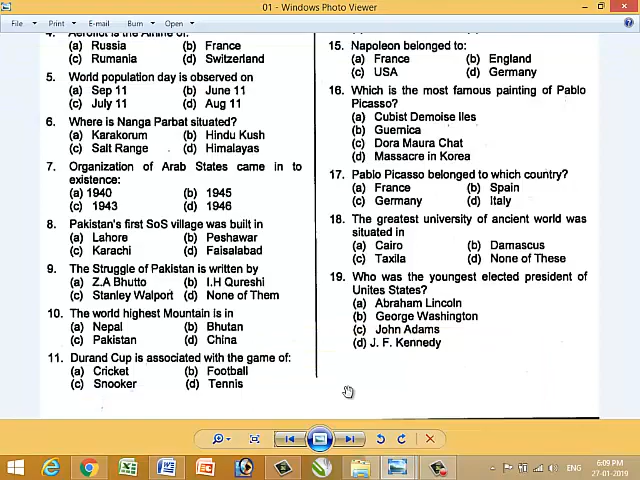 01 - Windows Photo Viewer
File Print E-mail Burn Open
4. Aeroflot is the Airline of:
(a) Russia (b) France
(c) Rumania (d) Switzerland
5. World population day is observed on
(a) Sep 11 (b) June 11
(c) July 11 (d) Aug 11
6. Where is Nanga Parbat situated?
(a) Karakorum (b) Hindu Kush
(c) Salt Range (d) Himalayas
7. Organization of Arab States came in to
existence:
(a) 1940 (b) 1945
(c) 1943 (d) 1946
8. Pakistan's first SoS village was built in
(a) Lahore (b) Peshawar
(c) Karachi (d) Faisalabad
9. The Struggle of Pakistan is written by
(a) Z.A Bhutto (b) I.H Qureshi
(c) Stanley Walport (d) None of Them
10. The world highest Mountain is in
(a) Nepal (b) Bhutan
(c) Pakistan (d) China
11. Durand Cup is associated with the game of:
(a) Cricket (b) Football
(c) Snooker (d) Tennis
15. Napoleon belonged to:
(a) France (b) England
(c) USA (d) Germany
16. Which is the most famous painting of Pablo
Picasso?
(a) Cubist Demoise Iles
(b) Guernica
(c) Dora Maura Chat
(d) Massacre in Korea
17. Pablo Picasso belonged to which country?
(a) France (b) Spain
(c) Germany (d) Italy
18. The greatest university of ancient world was
situated in
(a) Cairo (b) Damascus
(c) Taxila (d) None of These
19. Who was the youngest elected president of
Unites States?
(a) Abraham Lincoln
(b) George Washington
(c) John Adams
(d) J. F. Kennedy
ENG
6:09 PM
27-01-2019